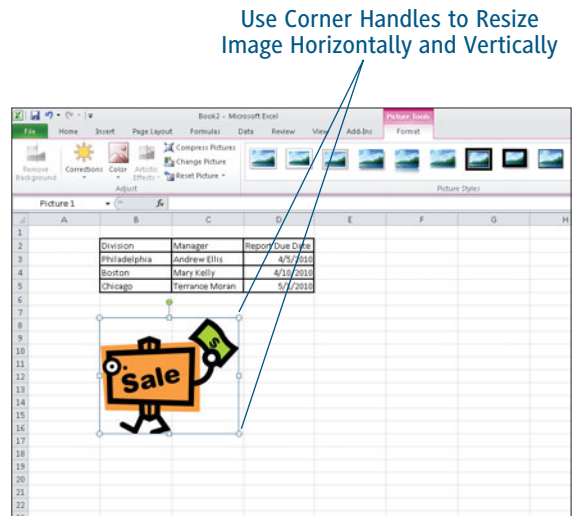 Use Corner Handles to Resize
Image Horizontally and Vertically
Book2 - Microsoft Excel
Picture Tools
File Home Insert Page Layout Formulas Data Review View Add-Ins Format
Remove Background
Corrections
Color
Artistic Effects
Compress Pictures
Change Picture
Reset Picture
Adjust
Picture Styles
Picture 1 fx
A B C D E F G H
1
2 Division Manager Report Due Date
3 Philadelphia Andrew Ellis 4/5/2010
4 Boston Mary Kelly 4/10/2010
5 Chicago Terrance Moran 5/1/2010
6
7
8
9
10
11
12
13
14
15
16
17
18
19
20
21
22
$
Sale